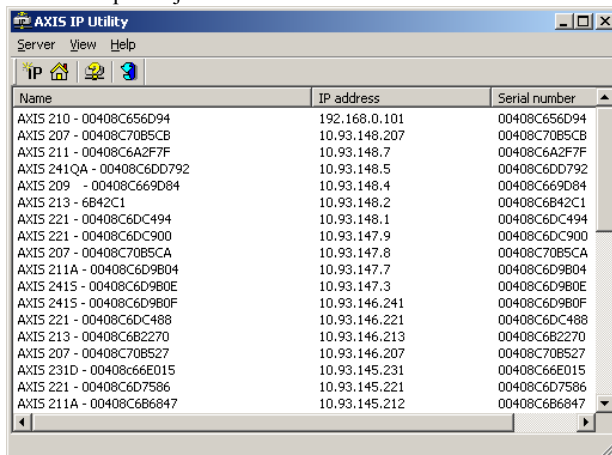 AXIS IP Utility
Server View Help
IP
Name IP address Serial number
AXIS 210 - 00408C656D94 192.168.0.101 00408C656D94
AXIS 207 - 00408C70B5CB 10.93.148.207 00408C70B5CB
AXIS 211 - 00408C6A2F7F 10.93.148.7 00408C6A2F7F
AXIS 241QA - 00408C6DD792 10.93.148.5 00408C6DD792
AXIS 209 - 00408C669D84 10.93.148.4 00408C669D84
AXIS 213 - 6B42C1 10.93.148.2 00408C6B42C1
AXIS 221 - 00408C6DC494 10.93.148.1 00408C6DC494
AXIS 221 - 00408C6DC900 10.93.147.9 00408C6DC900
AXIS 207 - 00408C70B5CA 10.93.147.8 00408C70B5CA
AXIS 211A - 00408C6D9B04 10.93.147.7 00408C6D9B04
AXIS 241S - 00408C6D9B0E 10.93.147.3 00408C6D9B0E
AXIS 241S - 00408C6D9B0F 10.93.146.241 00408C6D9B0F
AXIS 221 - 00408C6DC488 10.93.146.221 00408C6DC488
AXIS 213 - 00408C6B2270 10.93.146.213 00408C6B2270
AXIS 207 - 00408C70B527 10.93.146.207 00408C70B527
AXIS 231D - 00408c66E015 10.93.145.231 00408C66E015
AXIS 221 - 00408C6D7586 10.93.145.221 00408C6D7586
AXIS 211A - 00408C6B6847 10.93.145.212 00408C6B6847